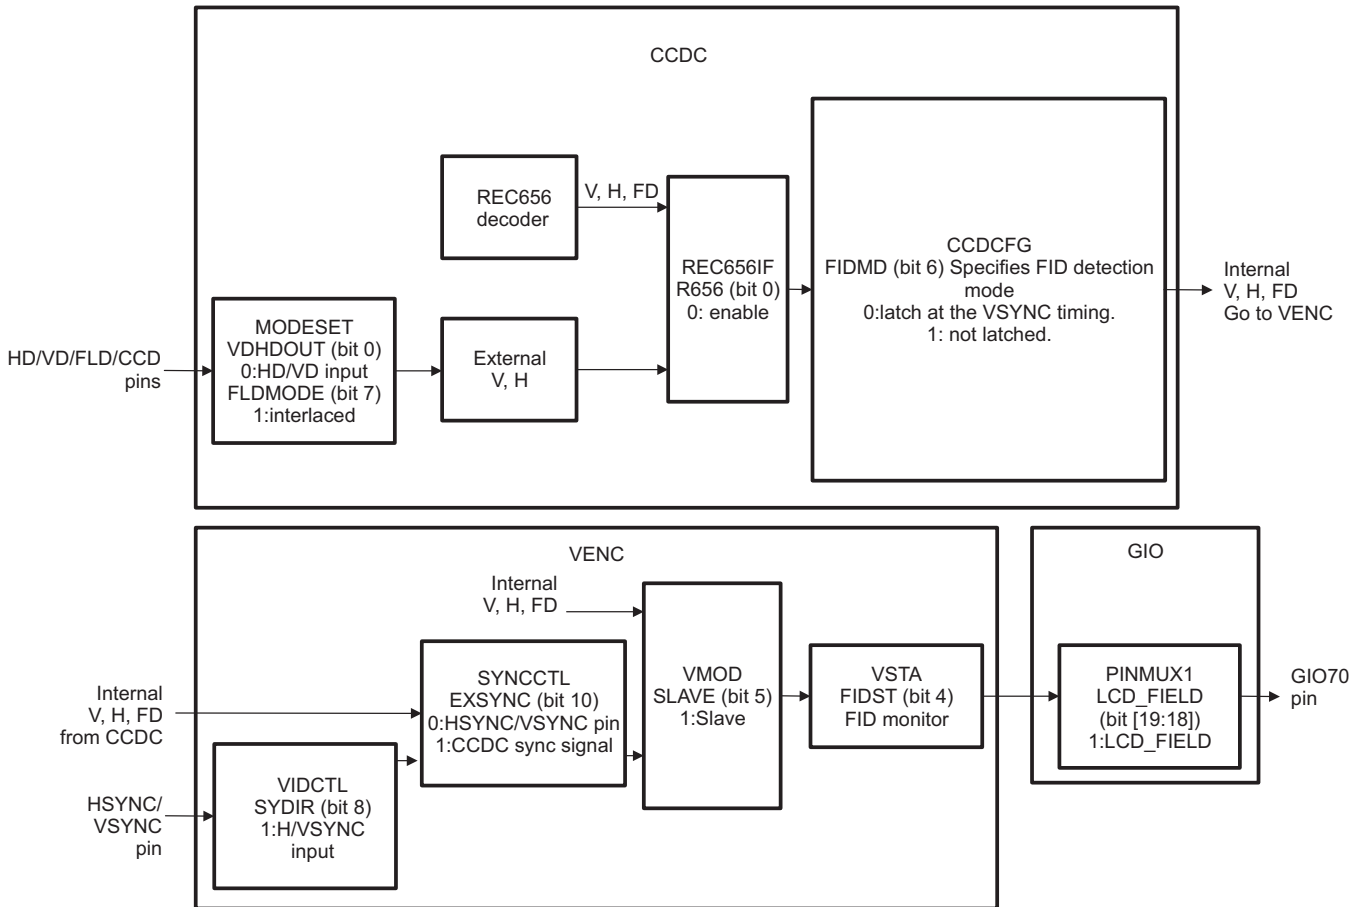 CCDC
REC656
decoder
V, H, FD
HD/VD/FLD/CCD
pins
MODESET
VDHDOUT (bit 0)
0:HD/VD input
FLDMODE (bit 7)
1:interlaced
External
V, H
REC656IF
R656 (bit 0)
0: enable
CCDCFG
FIDMD (bit 6) Specifies FID detection
mode
0:latch at the VSYNC timing.
1: not latched.
Internal
V, H, FD
Go to VENC
VENC
Internal
V, H, FD
Internal
V, H, FD
from CCDC
SYNCCTL
EXSYNC (bit 10)
0:HSYNC/VSYNC pin
1:CCDC sync signal
HSYNC/
VSYNC
pin
VIDCTL
SYDIR (bit 8)
1:H/VSYNC
input
VMOD
SLAVE (bit 5)
1:Slave
VSTA
FIDST (bit 4)
FID monitor
GIO
PINMUX1
LCD_FIELD
(bit [19:18])
1:LCD_FIELD
GIO70
pin